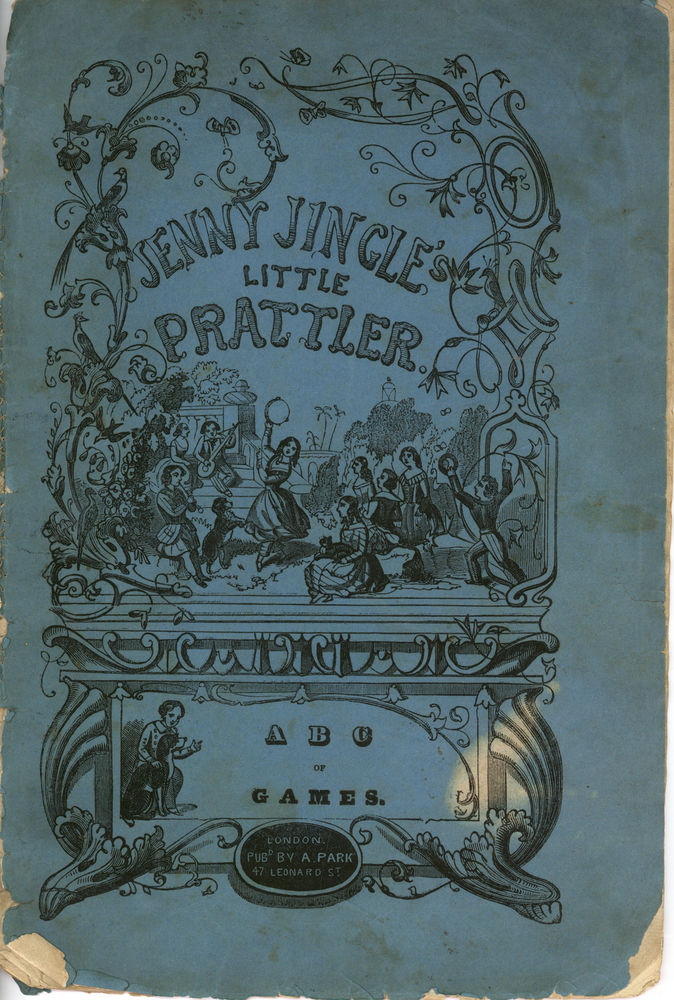 JENNY JINGLE'S
LITTLE
PRATTLER.
A B C
OF
GAMES.
LONDON.
PUBD BY A. PARK
47 LEONARD ST